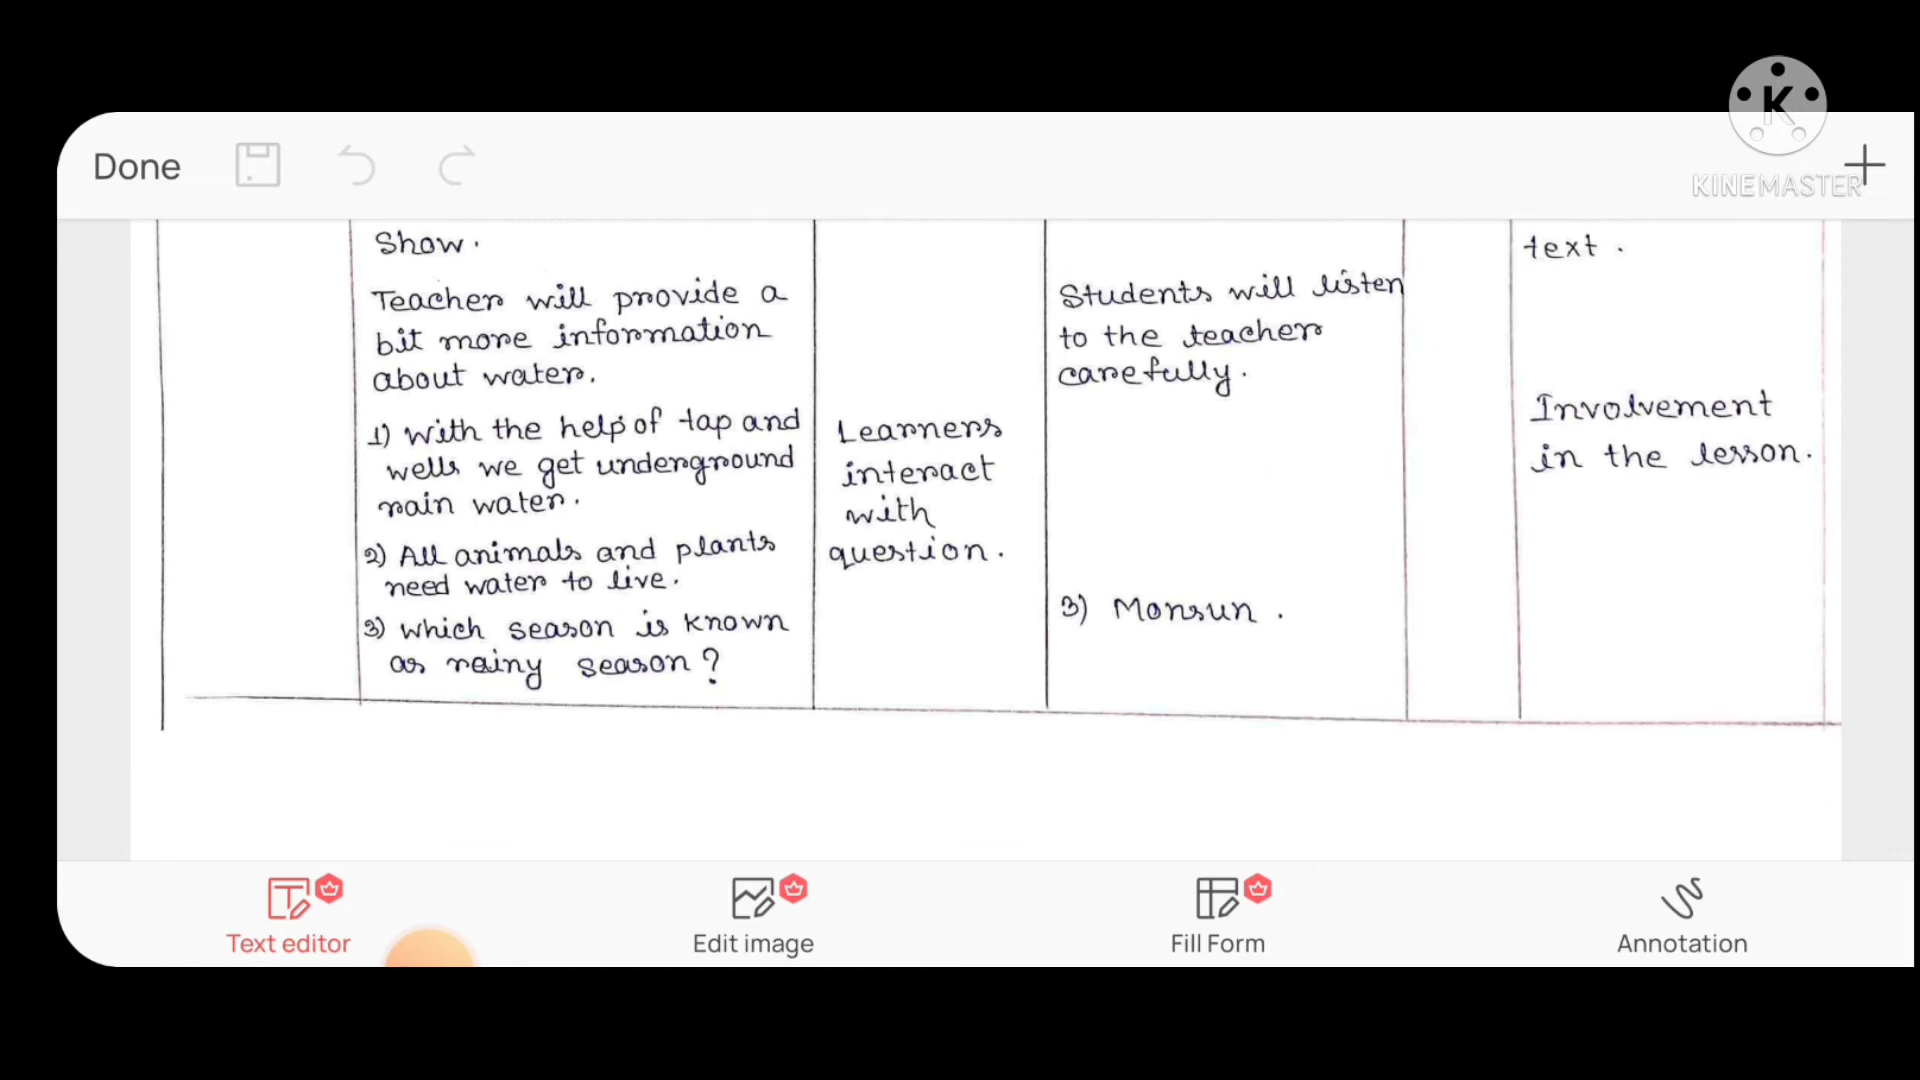 Done
KINEMASTER
Show.
Teacher will provide a
bit more information
about water.
1) With the help of tap and
wells we get underground
rain water.
2) All animals and plants
need water to live.
3) Which season is known
as rainy season?
Learners
interact
with
question.
Students will listen
to the teacher
carefully.
3) Monsun.
text.
Involvement
in the lesson.
Text editor
Edit image
Fill Form
Annotation